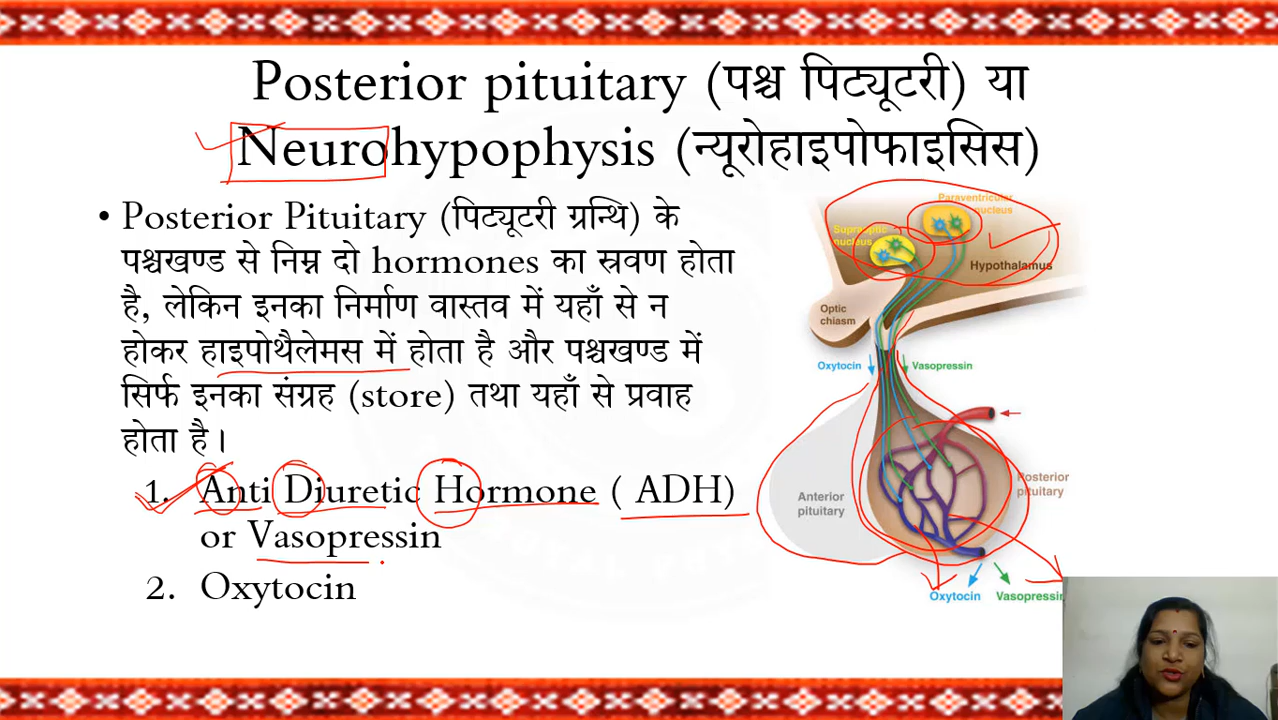 Posterior pituitary (पश्च पिट्यूटरी) या
Neurohypophysis (न्यूरोहाइपोफाइसिस)
• Posterior Pituitary (पिट्यूटरी ग्रन्थि) के
पश्चखण्ड से निम्न दो hormones का स्रवण होता
है, लेकिन इनका निर्माण वास्तव में यहाँ से न
होकर हाइपोथैलेमस में होता है और पश्चखण्ड में
सिर्फ इनका संग्रह (store) तथा यहाँ से प्रवाह
होता है।
1. Anti Diuretic Hormone ( ADH)
or Vasopressin
2. Oxytocin
Paraventricular
nucleus
Supraoptic
nucleus
Hypothalamus
Optic
chiasm
Oxytocin
Vasopressin
Anterior
pituitary
Posterior
pituitary
Oxytocin
Vasopressin